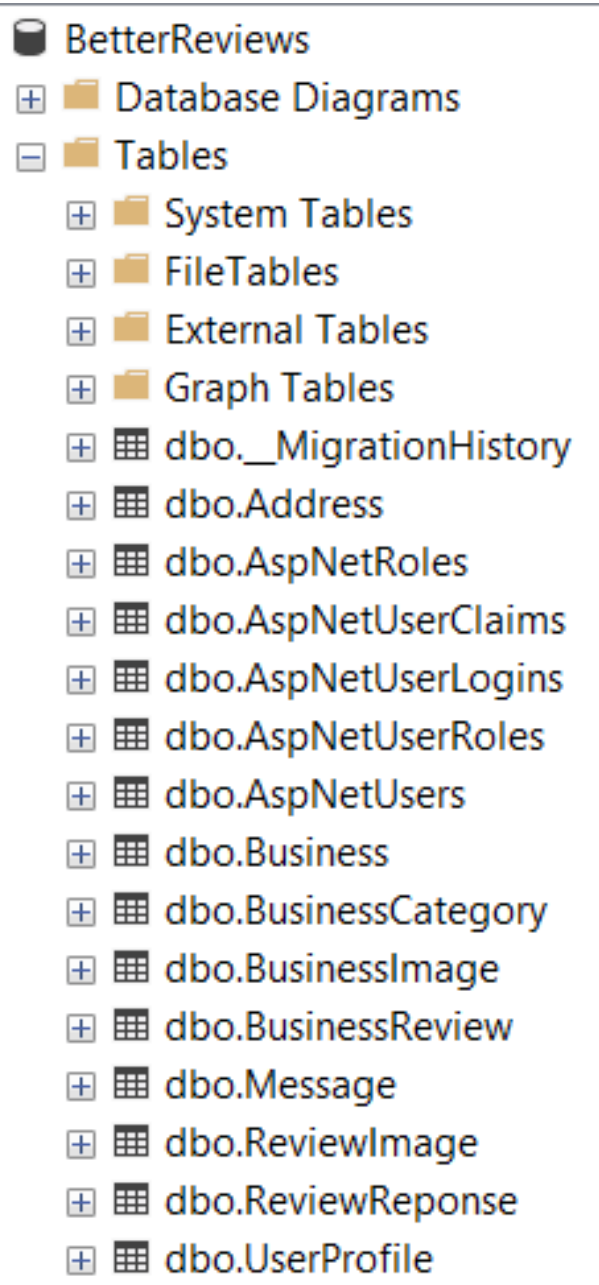 BetterReviews
Database Diagrams
Tables
System Tables
FileTables
External Tables
Graph Tables
dbo.__MigrationHistory
dbo.Address
dbo.AspNetRoles
dbo.AspNetUserClaims
dbo.AspNetUserLogins
dbo.AspNetUserRoles
dbo.AspNetUsers
dbo.Business
dbo.BusinessCategory
dbo.BusinessImage
dbo.BusinessReview
dbo.Message
dbo.ReviewImage
dbo.ReviewReponse
dbo.UserProfile